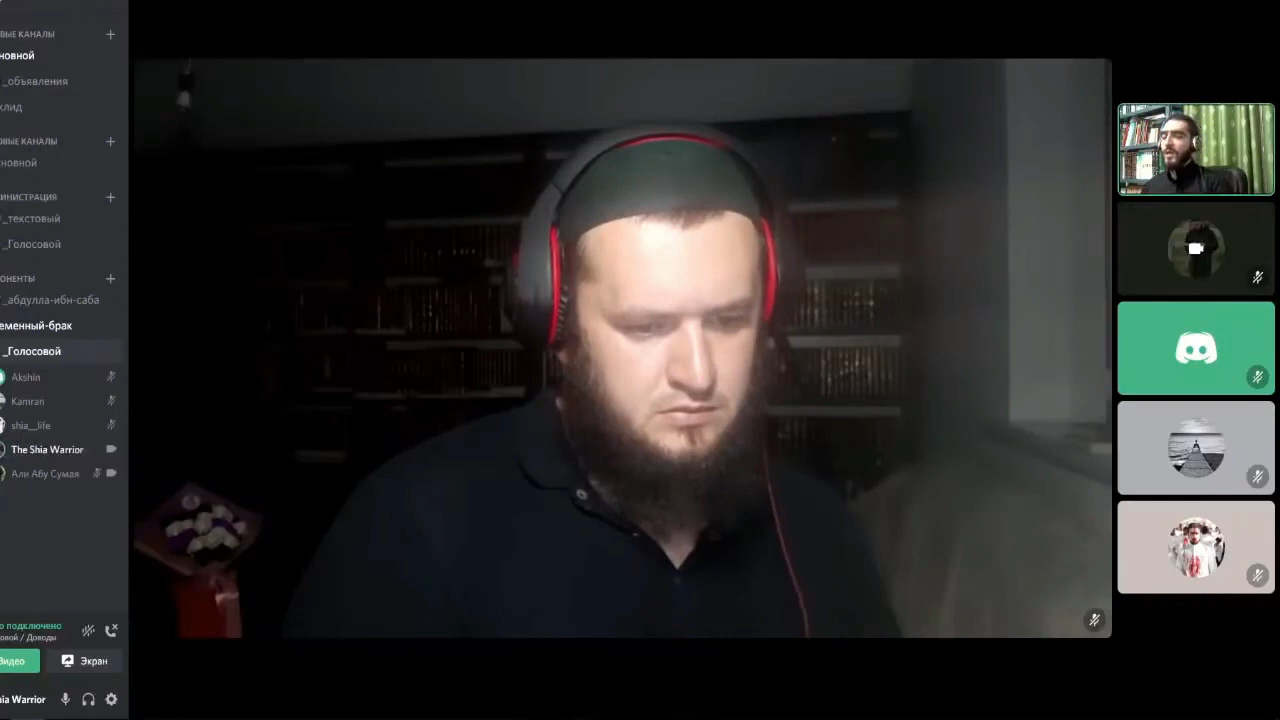 ВЫЕ КАНАЛЫ
новной
_объявления
клид
ОВЫЕ КАНАЛЫ
новной
ИНИСТРАЦИЯ
_текстовый
_Голосовой
ОНЕНТЫ
_абдулла-ибн-саба
еменный-брак
_Голосовой
Akshin
Kamran
shia__life
The Shia Warrior
Али Абу Сумая
о подключено
овой / Доводы
Видео
Экран
ia Warrior